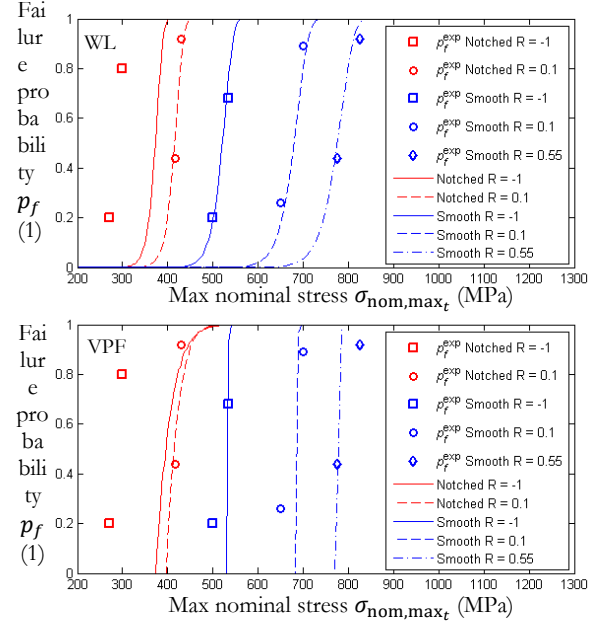 Fai
lur
e
pro
ba
bili
ty
p_f
(1)
WL
1
0.8
0.6
0.4
0.2
200 300 400 500 600 700 800 900 1000 1100 1200 1300
Max nominal stress σ_nom,max_t (MPa)
p_f^exp Notched R = -1
p_f^exp Notched R = 0.1
p_f^exp Smooth R = -1
p_f^exp Smooth R = 0.1
p_f^exp Smooth R = 0.55
Notched R = -1
Notched R = 0.1
Smooth R = -1
Smooth R = 0.1
Smooth R = 0.55
Fai
lur
e
pro
ba
bili
ty
p_f
(1)
VPF
1
0.8
0.6
0.4
0.2
200 300 400 500 600 700 800 900 1000 1100 1200 1300
Max nominal stress σ_nom,max_t (MPa)
p_f^exp Notched R = -1
p_f^exp Notched R = 0.1
p_f^exp Smooth R = -1
p_f^exp Smooth R = 0.1
p_f^exp Smooth R = 0.55
Notched R = -1
Notched R = 0.1
Smooth R = -1
Smooth R = 0.1
Smooth R = 0.55